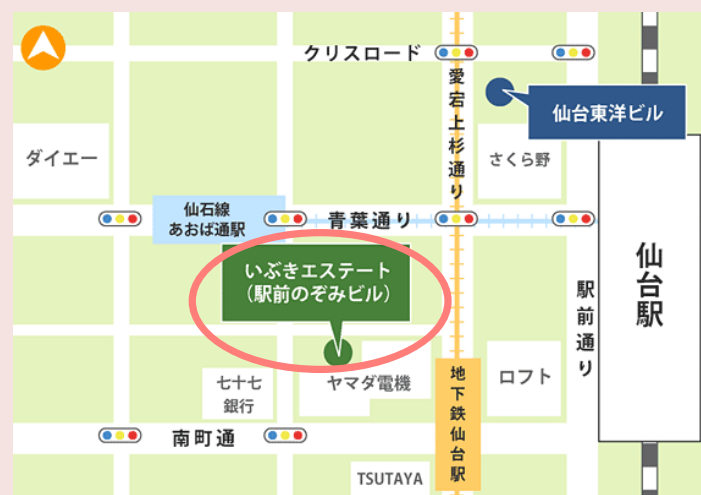 クリスロード
愛宕上杉通り
仙台東洋ビル
ダイエー
さくら野
仙石線
あおば通駅
青葉通り
いぶきエステート
（駅前のぞみビル）
仙台駅
駅前通り
七十七
銀行
ヤマダ電機
地下鉄仙台駅
ロフト
南町通
TSUTAYA